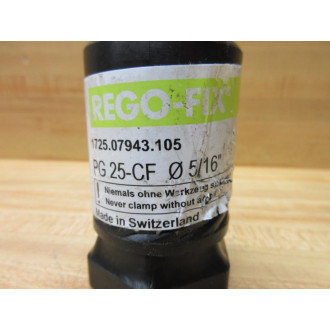 REGO-FIX
1725.07943.105
PG 25-CF Ø 5/16"
! Niemals ohne Werkzeug
Never clamp without
Made in Switzerland